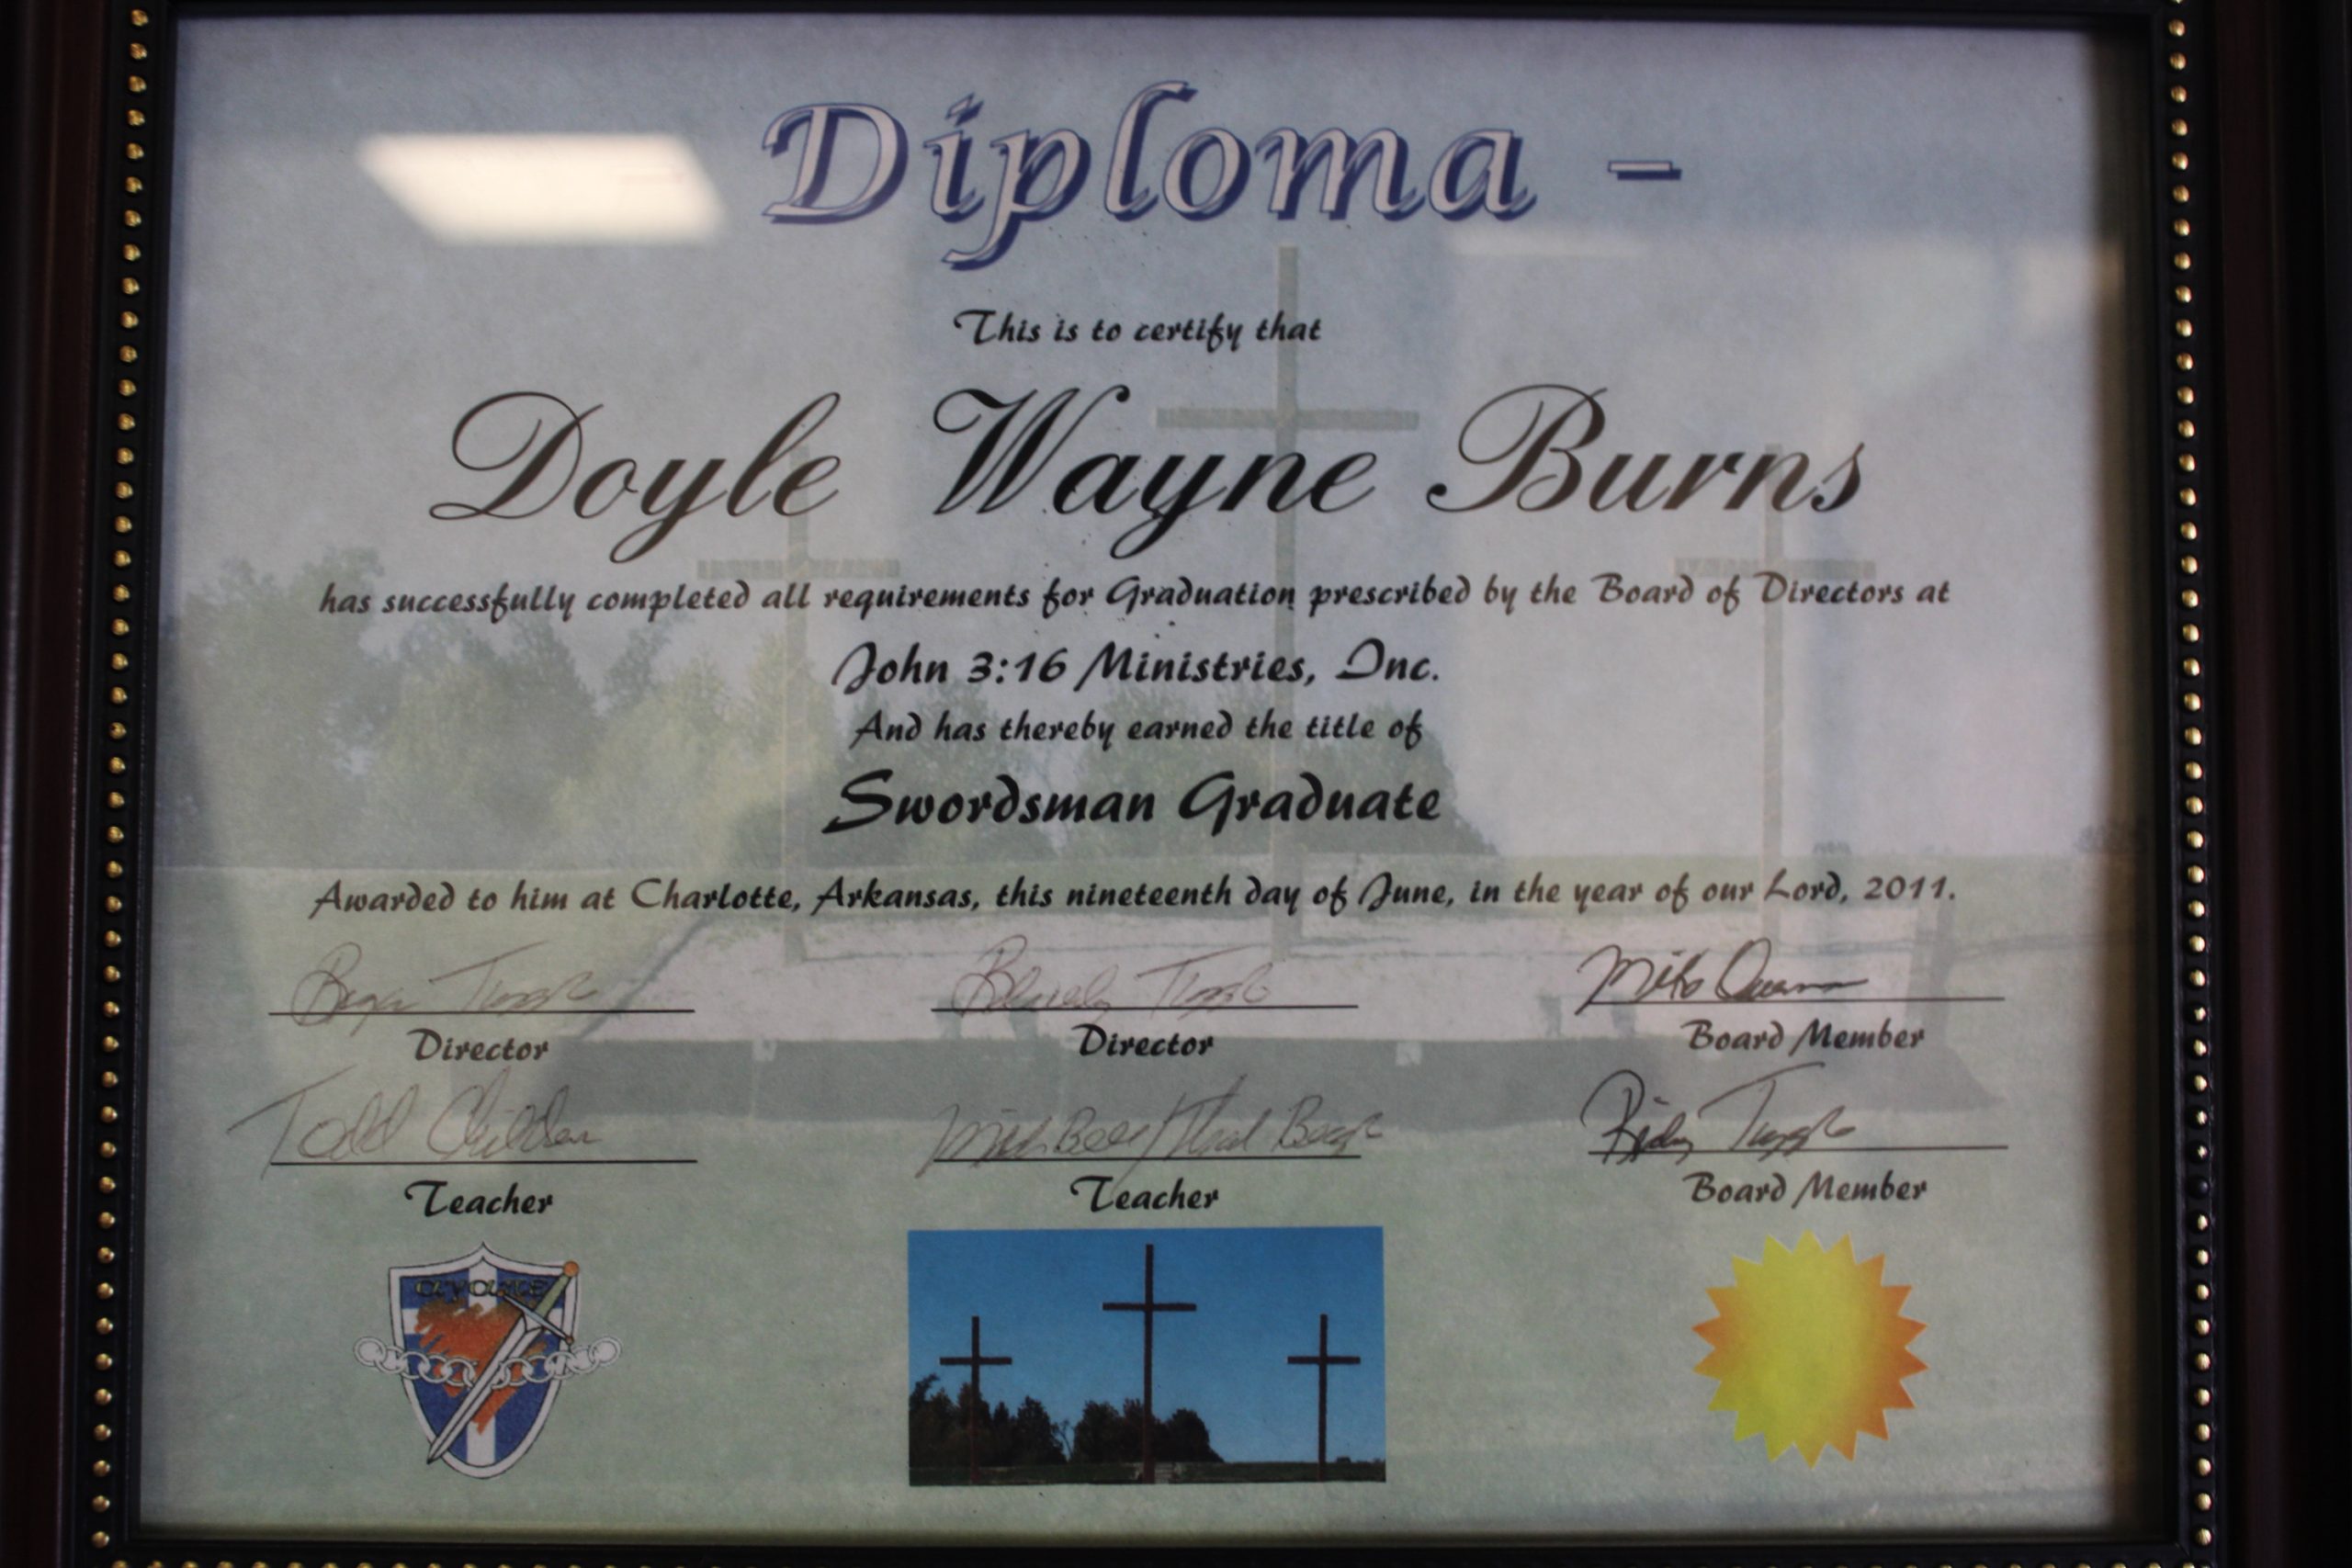 Diploma -
This is to certify that
Doyle Wayne Burns
has successfully completed all requirements for Graduation prescribed by the Board of Directors at
John 3:16 Ministries, Inc.
And has thereby earned the title of
Swordsman Graduate
Awarded to him at Charlotte, Arkansas, this nineteenth day of June, in the year of our Lord, 2011.
Director Director Board Member
Todd
Teacher Teacher Board Member